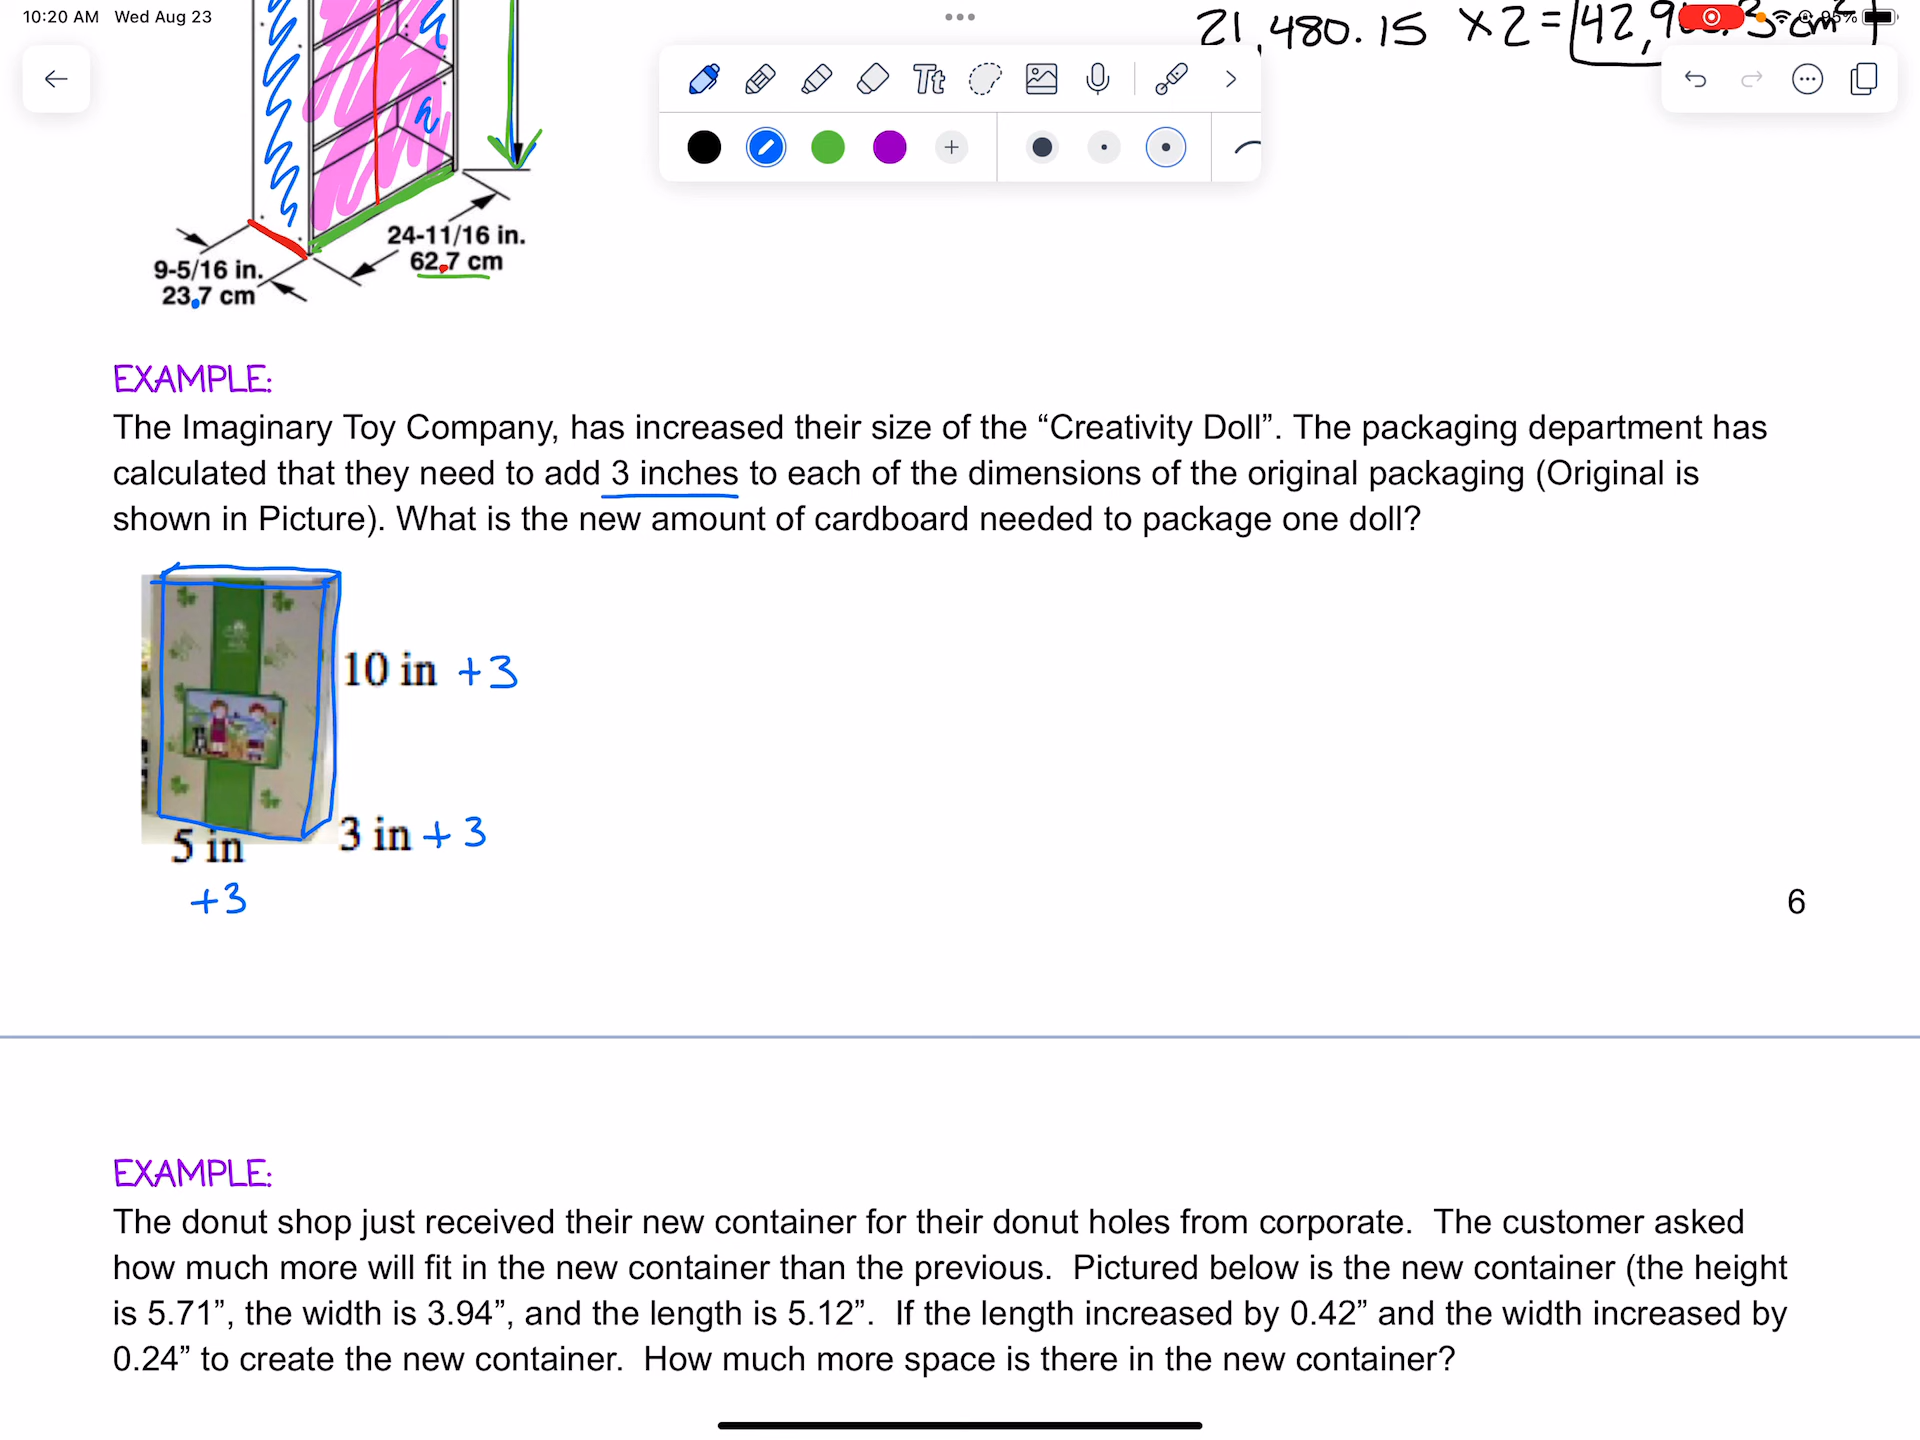 10:20 AM Wed Aug 23
21,480.15 x2 =
95%
24-11/16 in.
62.7 cm
9-5/16 in.
23.7 cm
EXAMPLE:
The Imaginary Toy Company, has increased their size of the “Creativity Doll”. The packaging department has
calculated that they need to add 3 inches to each of the dimensions of the original packaging (Original is
shown in Picture). What is the new amount of cardboard needed to package one doll?
10 in +3
3 in +3
5 in
+3
6
EXAMPLE:
The donut shop just received their new container for their donut holes from corporate. The customer asked
how much more will fit in the new container than the previous. Pictured below is the new container (the height
is 5.71”, the width is 3.94”, and the length is 5.12”. If the length increased by 0.42” and the width increased by
0.24” to create the new container. How much more space is there in the new container?